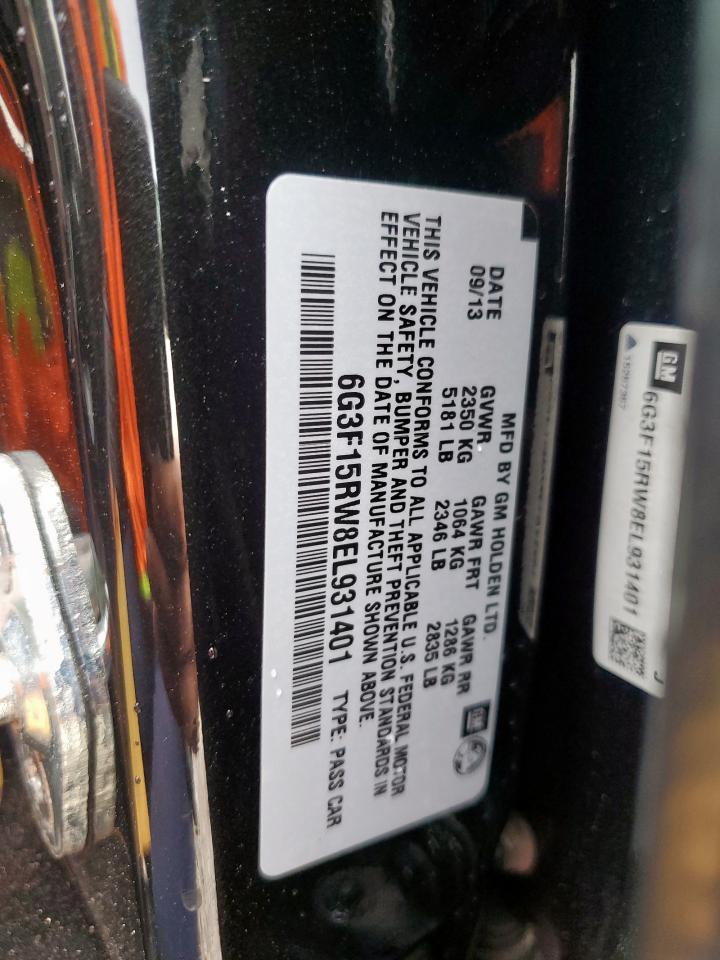 MFD BY GM HOLDEN LTD.
GM
DATE GVWR GAWR FRT GAWR RR
09/13 2350 KG 1064 KG 1286 KG
5181 LB 2346 LB 2835 LB
THIS VEHICLE CONFORMS TO ALL APPLICABLE U.S. FEDERAL MOTOR
VEHICLE SAFETY, BUMPER AND THEFT PREVENTION STANDARDS IN
EFFECT ON THE DATE OF MANUFACTURE SHOWN ABOVE.
6G3F15RW8EL931401 TYPE: PASS CAR
GM
6G3F15RW8EL931401
J